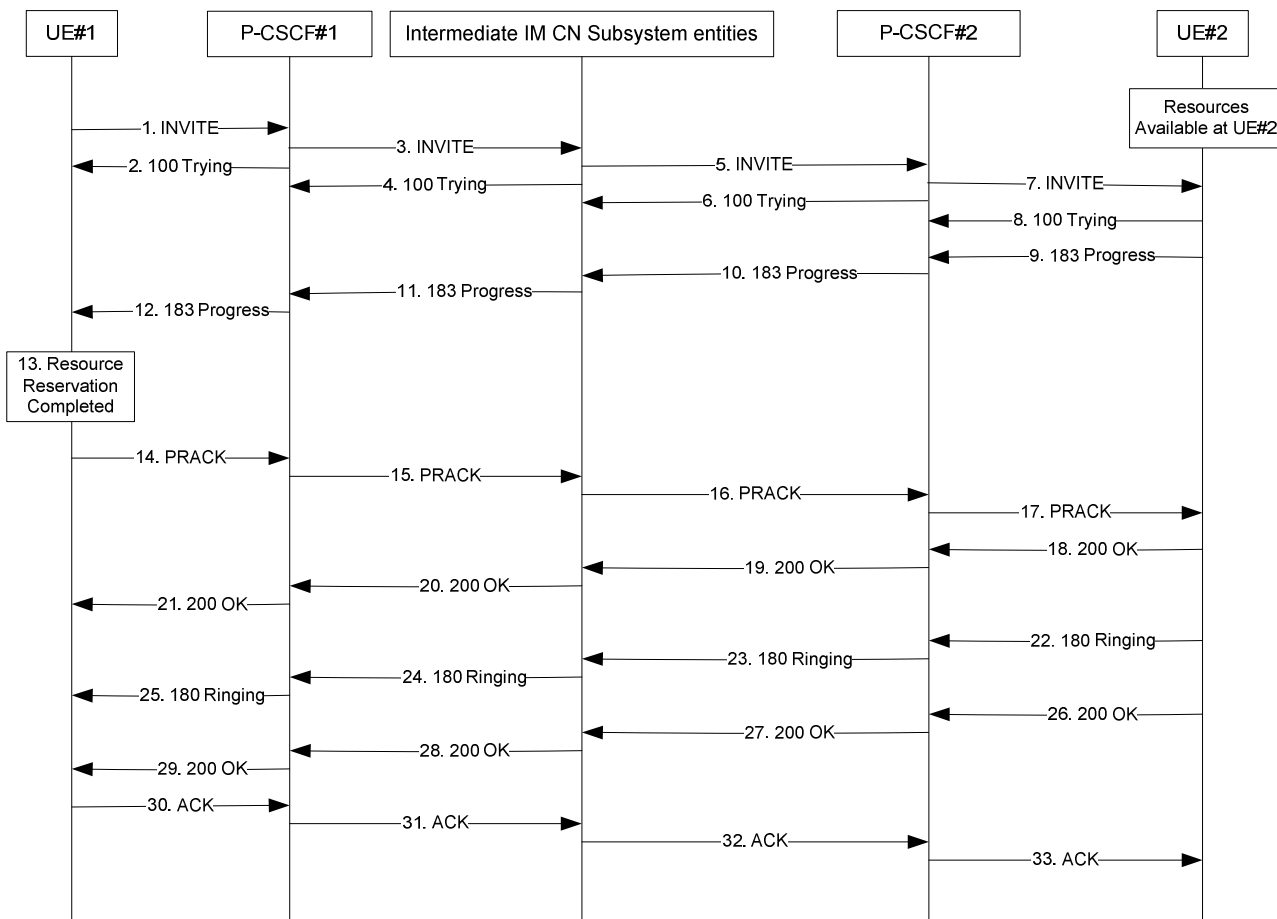 UE#1
P-CSCF#1
Intermediate IM CN Subsystem entities
P-CSCF#2
UE#2
Resources
Available at UE#2
1. INVITE
2. 100 Trying
3. INVITE
4. 100 Trying
5. INVITE
6. 100 Trying
7. INVITE
8. 100 Trying
9. 183 Progress
10. 183 Progress
11. 183 Progress
12. 183 Progress
13. Resource
Reservation
Completed
14. PRACK
15. PRACK
16. PRACK
17. PRACK
18. 200 OK
19. 200 OK
20. 200 OK
21. 200 OK
22. 180 Ringing
23. 180 Ringing
24. 180 Ringing
25. 180 Ringing
26. 200 OK
27. 200 OK
28. 200 OK
29. 200 OK
30. ACK
31. ACK
32. ACK
33. ACK